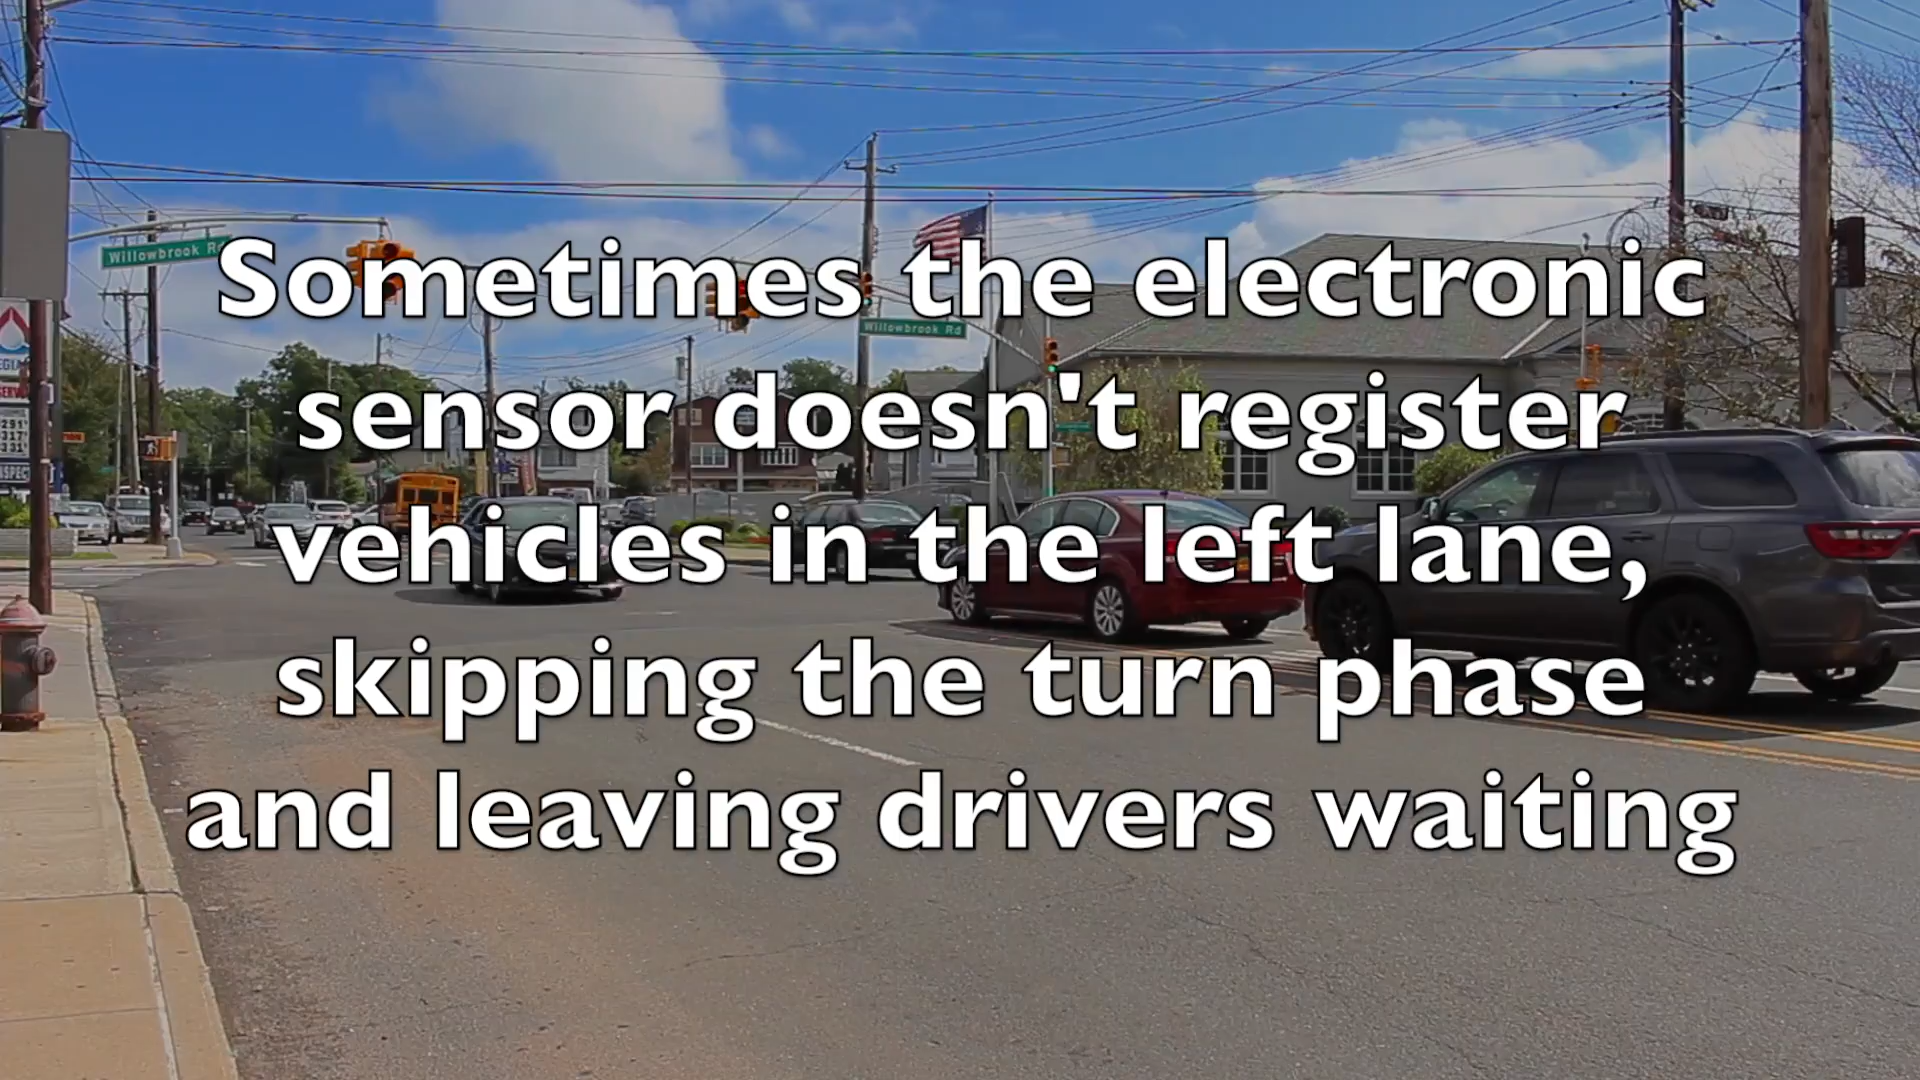 Willowbrook Rd
Sometimes the electronic
Willowbrook Rd
sensor doesn't register
vehicles in the left lane,
skipping the turn phase
and leaving drivers waiting